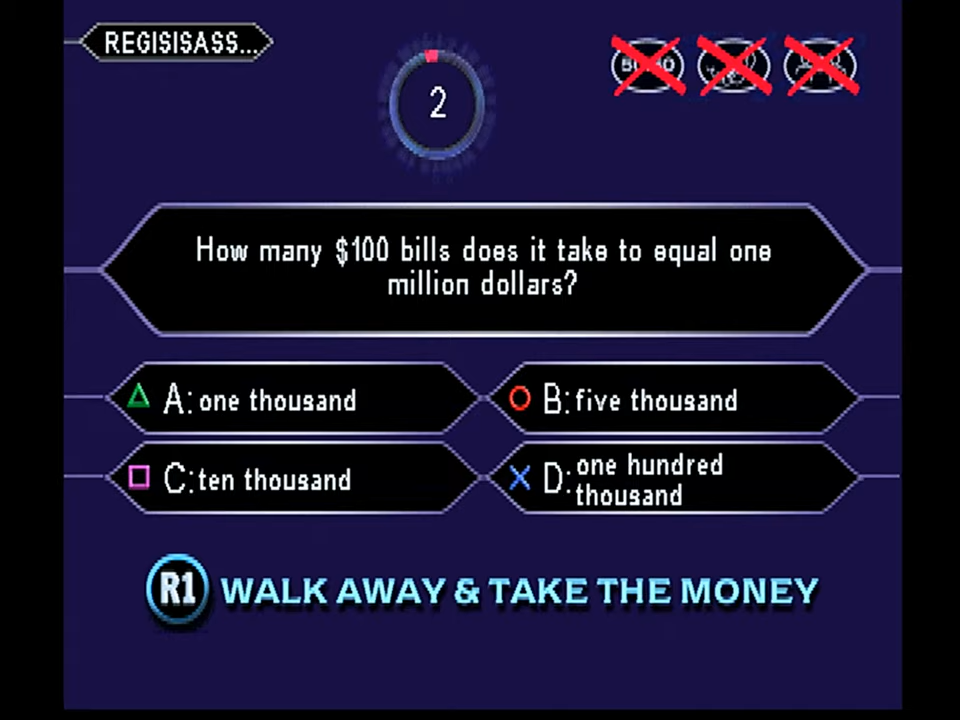 REGISISASS...
2
How many $100 bills does it take to equal one
million dollars?
A: one thousand
B: five thousand
C: ten thousand
D: one hundred
thousand
R1 WALK AWAY & TAKE THE MONEY